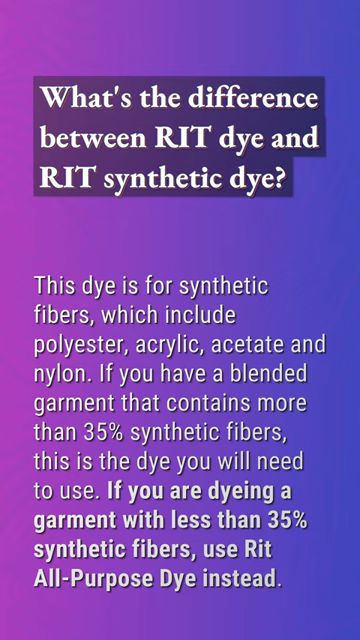 What's the difference
between RIT dye and
RIT synthetic dye?
This dye is for synthetic
fibers, which include
polyester, acrylic, acetate and
nylon. If you have a blended
garment that contains more
than 35% synthetic fibers,
this is the dye you will need
to use. If you are dyeing a
garment with less than 35%
synthetic fibers, use Rit
All-Purpose Dye instead.